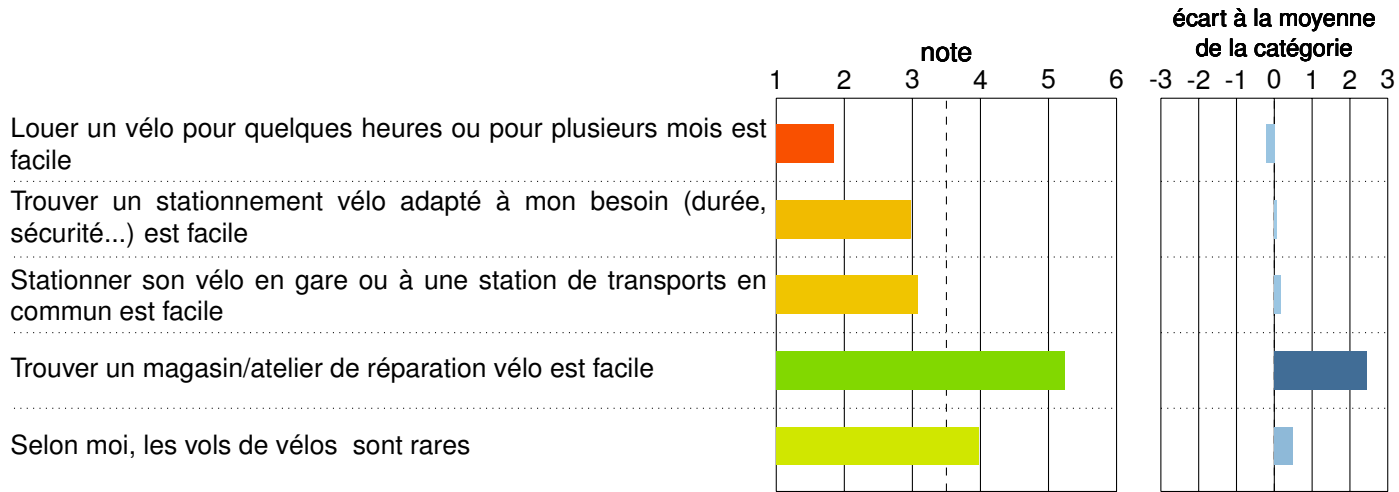 écart à la moyenne
note de la catégorie
1 2 3 4 5 6 -3 -2 -1 0 1 2 3
Louer un vélo pour quelques heures ou pour plusieurs mois est
facile
Trouver un stationnement vélo adapté à mon besoin (durée,
sécurité...) est facile
Stationner son vélo en gare ou à une station de transports en
commun est facile
Trouver un magasin/atelier de réparation vélo est facile
Selon moi, les vols de vélos sont rares